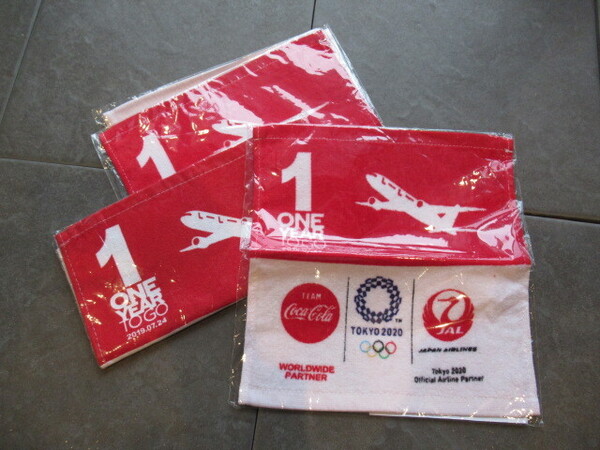 1
1
ONE
YEAR
TO GO
2019.07.24
1
ONE
YEAR
TO GO
TEAM
Coca-Cola
WORLDWIDE
PARTNER
TOKYO 2020
TM
JAL
JAPAN AIRLINES
Tokyo 2020
Official Airline Partner